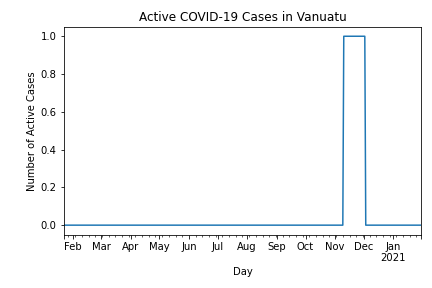 Active COVID-19 Cases in Vanuatu
Number of Active Cases
1.0
0.8
0.6
0.4
0.2
0.0
Feb Mar Apr May Jun Jul Aug Sep Oct Nov Dec Jan
2021
Day